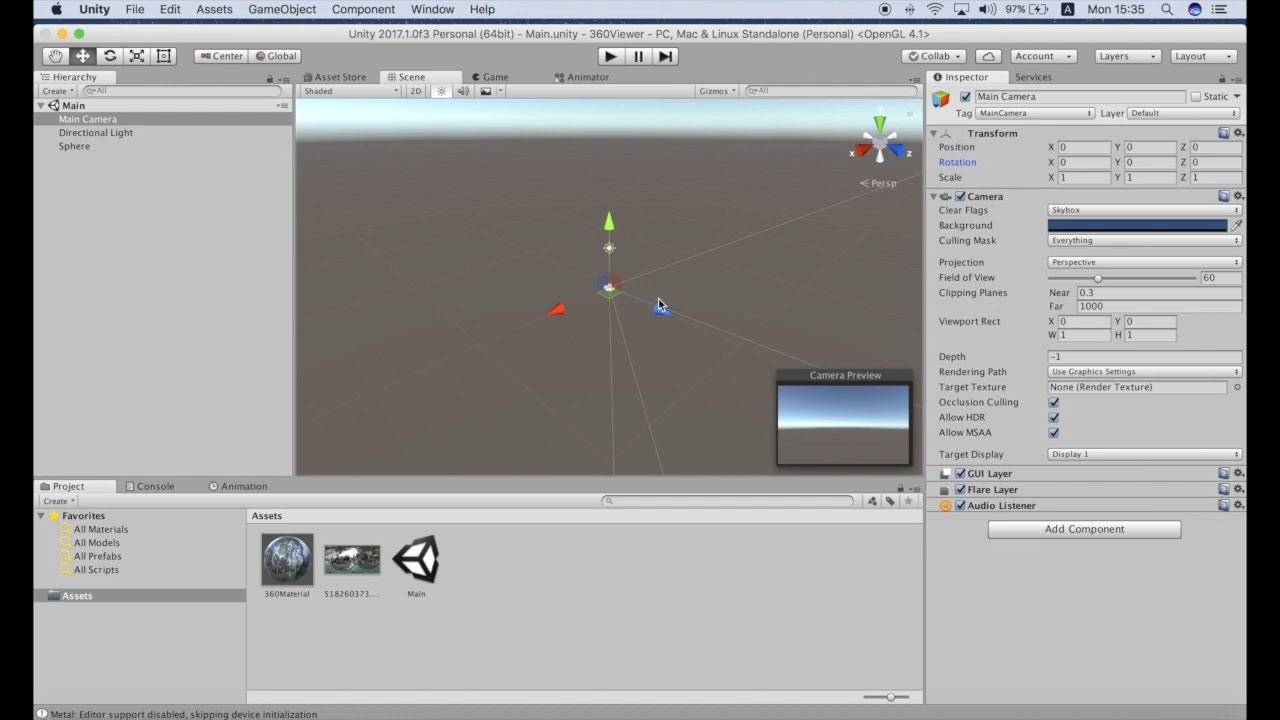 Unity File Edit Assets GameObject Component Window Help 97% A Mon 15:35
Unity 2017.1.0f3 Personal (64bit) - Main.unity - 360Viewer - PC, Mac & Linux Standalone (Personal) <OpenGL 4.1>
Center Global Collab Account Layers Layout
Hierarchy
Create All
Main
Main Camera
Directional Light
Sphere
Asset Store Scene Game Animator
Shaded 2D Gizmos All
y
x z
Persp
Camera Preview
Inspector Services
Main Camera Static
Tag MainCamera Layer Default
Transform
Position X 0 Y 0 Z 0
Rotation X 0 Y 0 Z 0
Scale X 1 Y 1 Z 1
Camera
Clear Flags Skybox
Background
Culling Mask Everything
Projection Perspective
Field of View 60
Clipping Planes Near 0.3
Far 1000
Viewport Rect X 0 Y 0
W 1 H 1
Depth -1
Rendering Path Use Graphics Settings
Target Texture None (Render Texture)
Occlusion Culling
Allow HDR
Allow MSAA
Target Display Display 1
GUI Layer
Flare Layer
Audio Listener
Add Component
Project Console Animation
Create
Favorites
All Materials
All Models
All Prefabs
All Scripts
Assets
Assets
360Material 518260373.... Main
Metal: Editor support disabled, skipping device initialization